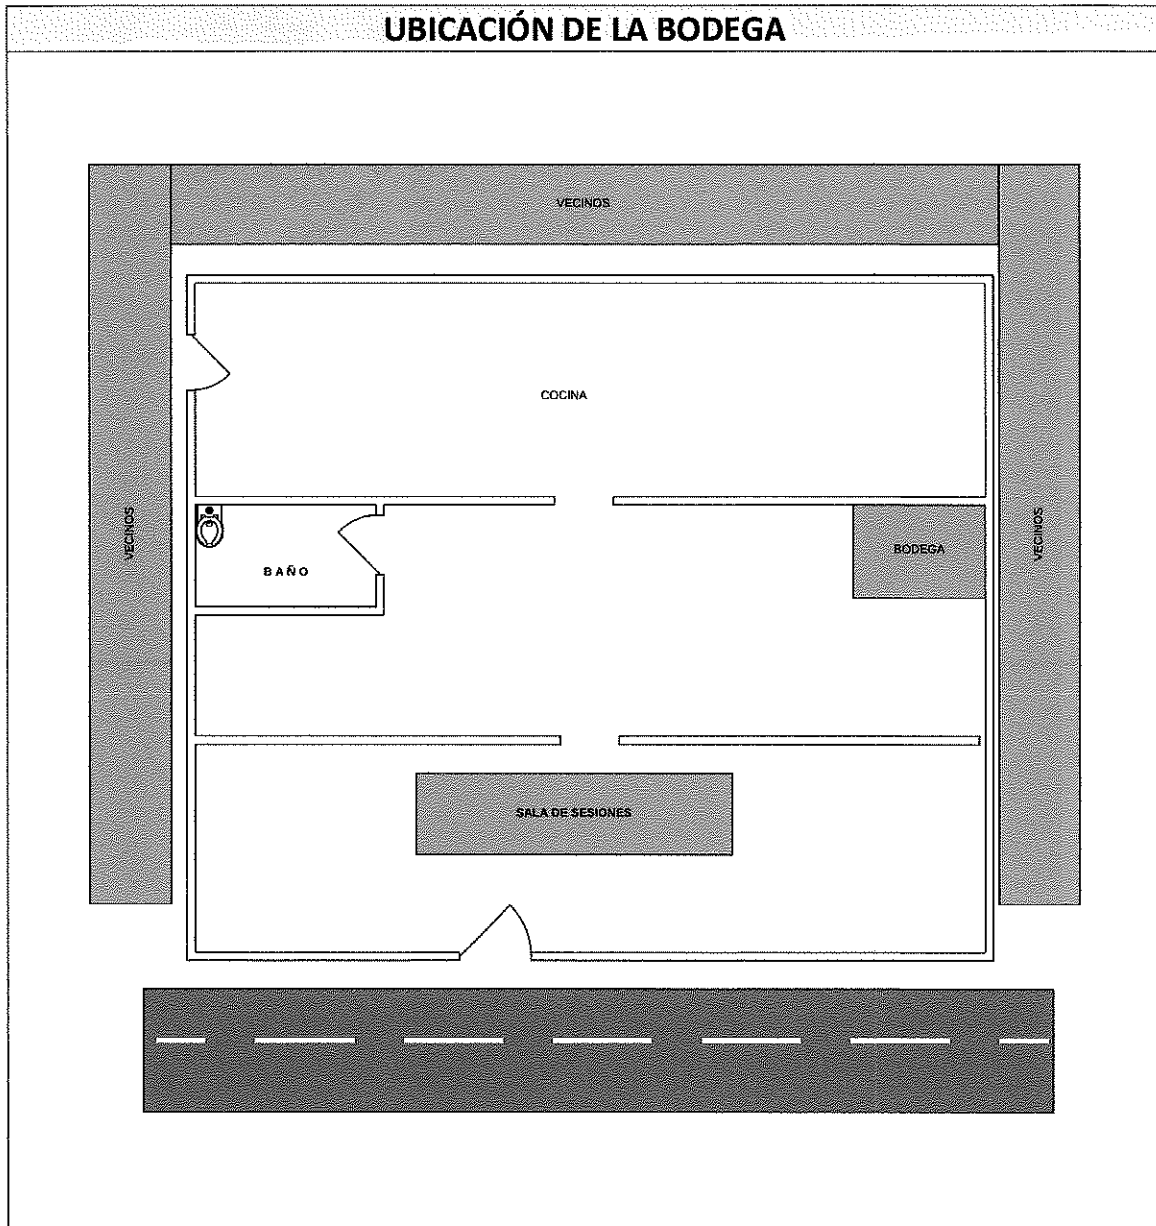 UBICACIÓN DE LA BODEGA
VECINOS
COCINA
VECINOS
BAÑO
BODEGA
VECINOS
SALA DE SESIONES